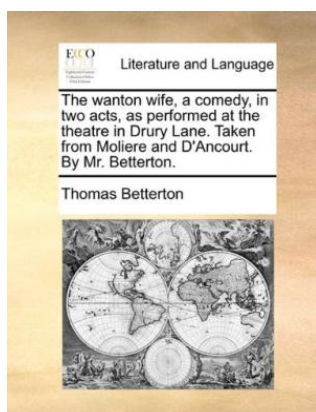 ECCO
Literature and Language
The wanton wife, a comedy, in
two acts, as performed at the
theatre in Drury Lane. Taken
from Moliere and D'Ancourt.
By Mr. Betterton.
Thomas Betterton